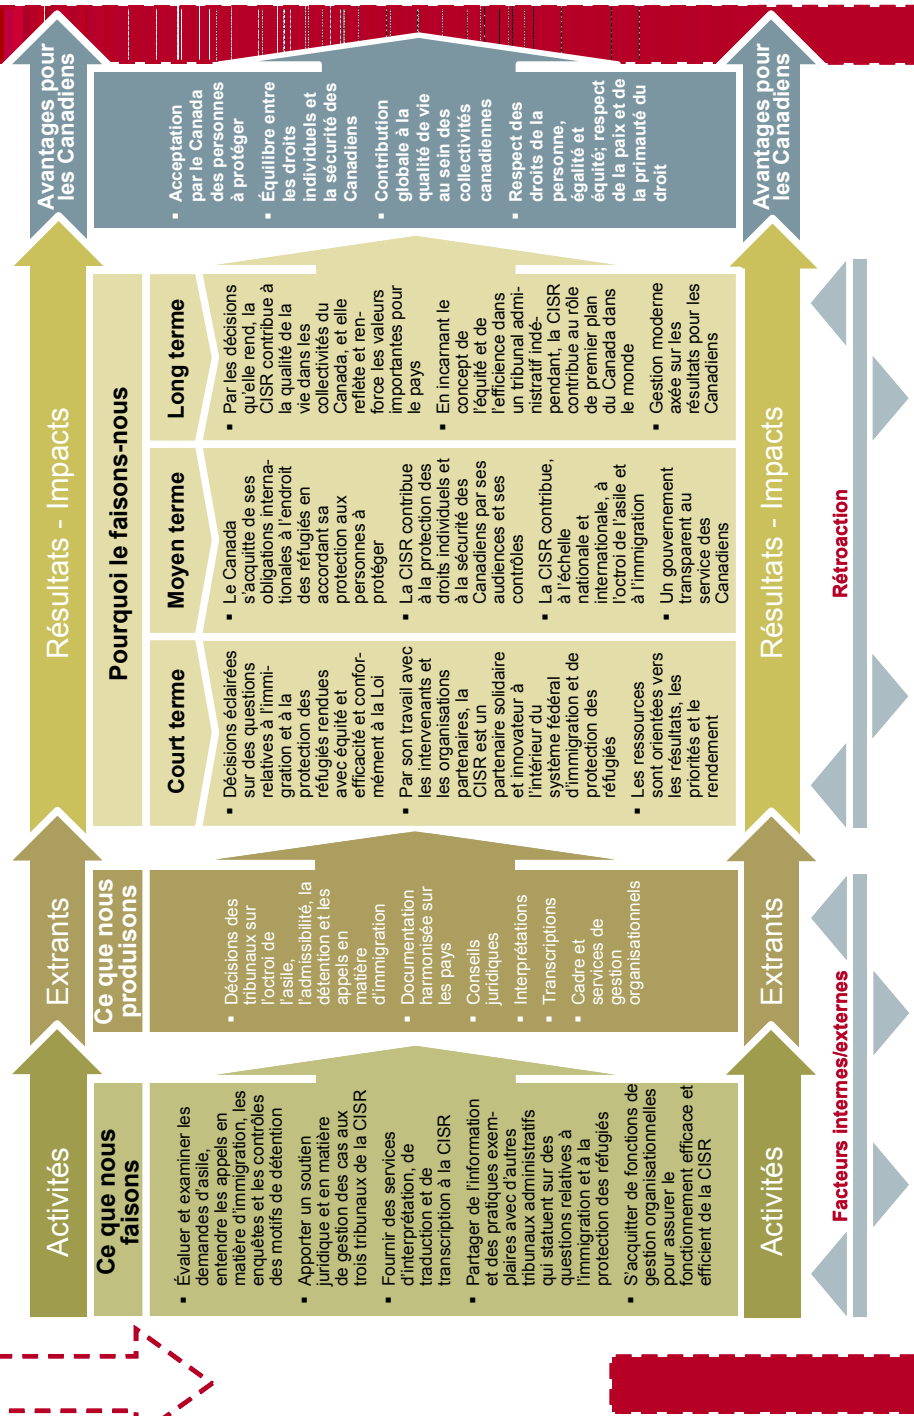 Activités
Extrants
Résultats - Impacts
Avantages pour
les Canadiens
Ce que nous
faisons
▪ Évaluer et examiner les
demandes d'asile,
entendre les appels en
matière d'immigration, les
enquêtes et les contrôles
des motifs de détention
▪ Apporter un soutien
juridique et en matière
de gestion des cas aux
trois tribunaux de la CISR
▪ Fournir des services
d'interprétation, de
traduction et de
transcription à la CISR
▪ Partager de l'information
et des pratiques exem-
plaires avec d'autres
tribunaux administratifs
qui statuent sur des
questions relatives à
l'immigration et à la
protection des réfugiés
▪ S'acquitter de fonctions de
gestion organisationnelles
pour assurer le
fonctionnement efficace et
efficient de la CISR
Ce que nous
produisons
▪ Décisions des
tribunaux sur
l'octroi de
l'asile,
l'admissibilité, la
détention et les
appels en
matière
d'immigration
▪ Documentation
harmonisée sur
les pays
▪ Conseils
juridiques
▪ Interprétations
▪ Transcriptions
▪ Cadre et
services de
gestion
organisationnels
Pourquoi le faisons-nous
Court terme
▪ Décisions éclairées
sur des questions
relatives à l'immi-
gration et à la
protection des
réfugiés rendues
avec équité et
efficacité et confor-
mément à la Loi
▪ Par son travail avec
les intervenants et
les organisations
partenaires, la
CISR est un
partenaire solidaire
et innovateur à
l'intérieur du
système fédéral
d'immigration et de
protection des
réfugiés
▪ Les ressources
sont orientées vers
les résultats, les
priorités et le
rendement
Moyen terme
▪ Le Canada
s'acquitte de ses
obligations interna-
tionales à l'endroit
des réfugiés en
accordant sa
protection aux
personnes à
protéger
▪ La CISR contribue
à la protection des
droits individuels et
à la sécurité des
Canadiens par ses
audiences et ses
contrôles
▪ La CISR contribue,
à l'échelle
nationale et
internationale, à
l'octroi de l'asile et
à l'immigration
▪ Un gouvernement
transparent au
service des
Canadiens
Long terme
▪ Par les décisions
qu'elle rend, la
CISR contribue à
la qualité de la
vie dans les
collectivités du
Canada, et elle
reflète et ren-
force les valeurs
importantes pour
le pays
▪ En incarnant le
concept de
l'équité et de
l'efficience dans
un tribunal admi-
nistratif indé-
pendant, la CISR
contribue au rôle
de premier plan
du Canada dans
le monde
▪ Gestion moderne
axée sur les
résultats pour les
Canadiens
▪ Acceptation
par le Canada
des personnes
à protéger
▪ Équilibre entre
les droits
individuels et
la sécurité des
Canadiens
▪ Contribution
globale à la
qualité de vie
au sein des
collectivités
canadiennes
▪ Respect des
droits de la
personne,
égalité et
équité; respect
de la paix et de
la primauté du
droit
Activités
Extrants
Résultats - Impacts
Avantages pour
les Canadiens
Facteurs internes/externes
Rétroaction